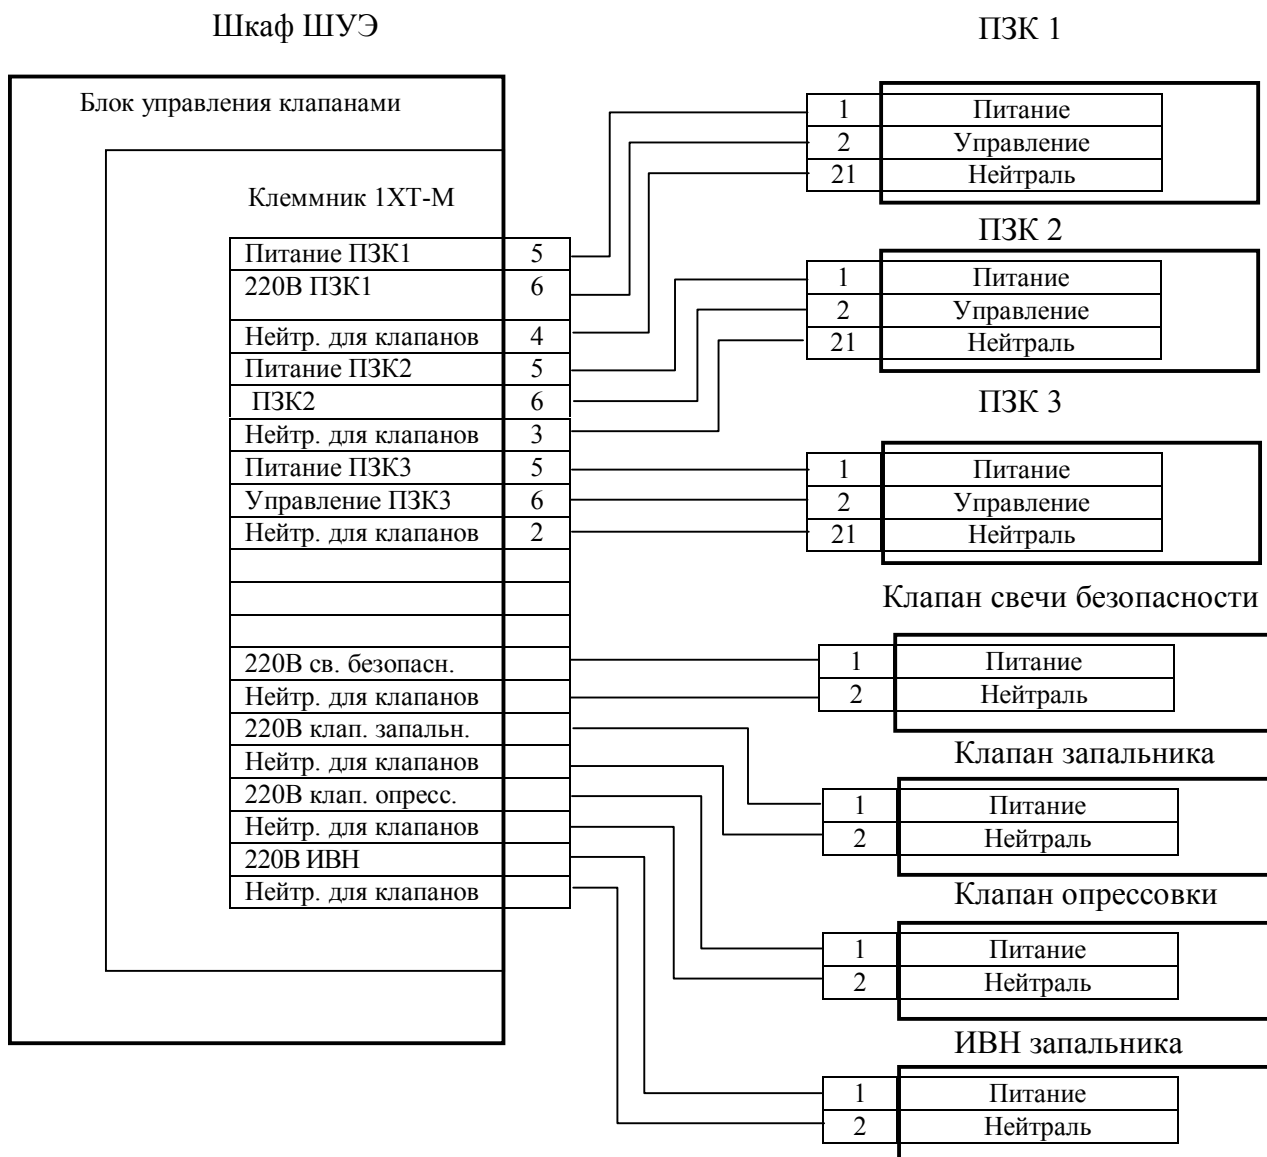 Шкаф ШУЭ
Блок управления клапанами
Клеммник 1ХТ-М
Питание ПЗК1 5
220В ПЗК1 6
Нейтр. для клапанов 4
Питание ПЗК2 5
ПЗК2 6
Нейтр. для клапанов 3
Питание ПЗК3 5
Управление ПЗК3 6
Нейтр. для клапанов 2
220В св. безопасн.
Нейтр. для клапанов
220В клап. запальн.
Нейтр. для клапанов
220В клап. опресс.
Нейтр. для клапанов
220В ИВН
Нейтр. для клапанов
ПЗК 1
1 Питание
2 Управление
21 Нейтраль
ПЗК 2
1 Питание
2 Управление
21 Нейтраль
ПЗК 3
1 Питание
2 Управление
21 Нейтраль
Клапан свечи безопасности
1 Питание
2 Нейтраль
Клапан запальника
1 Питание
2 Нейтраль
Клапан опрессовки
1 Питание
2 Нейтраль
ИВН запальника
1 Питание
2 Нейтраль